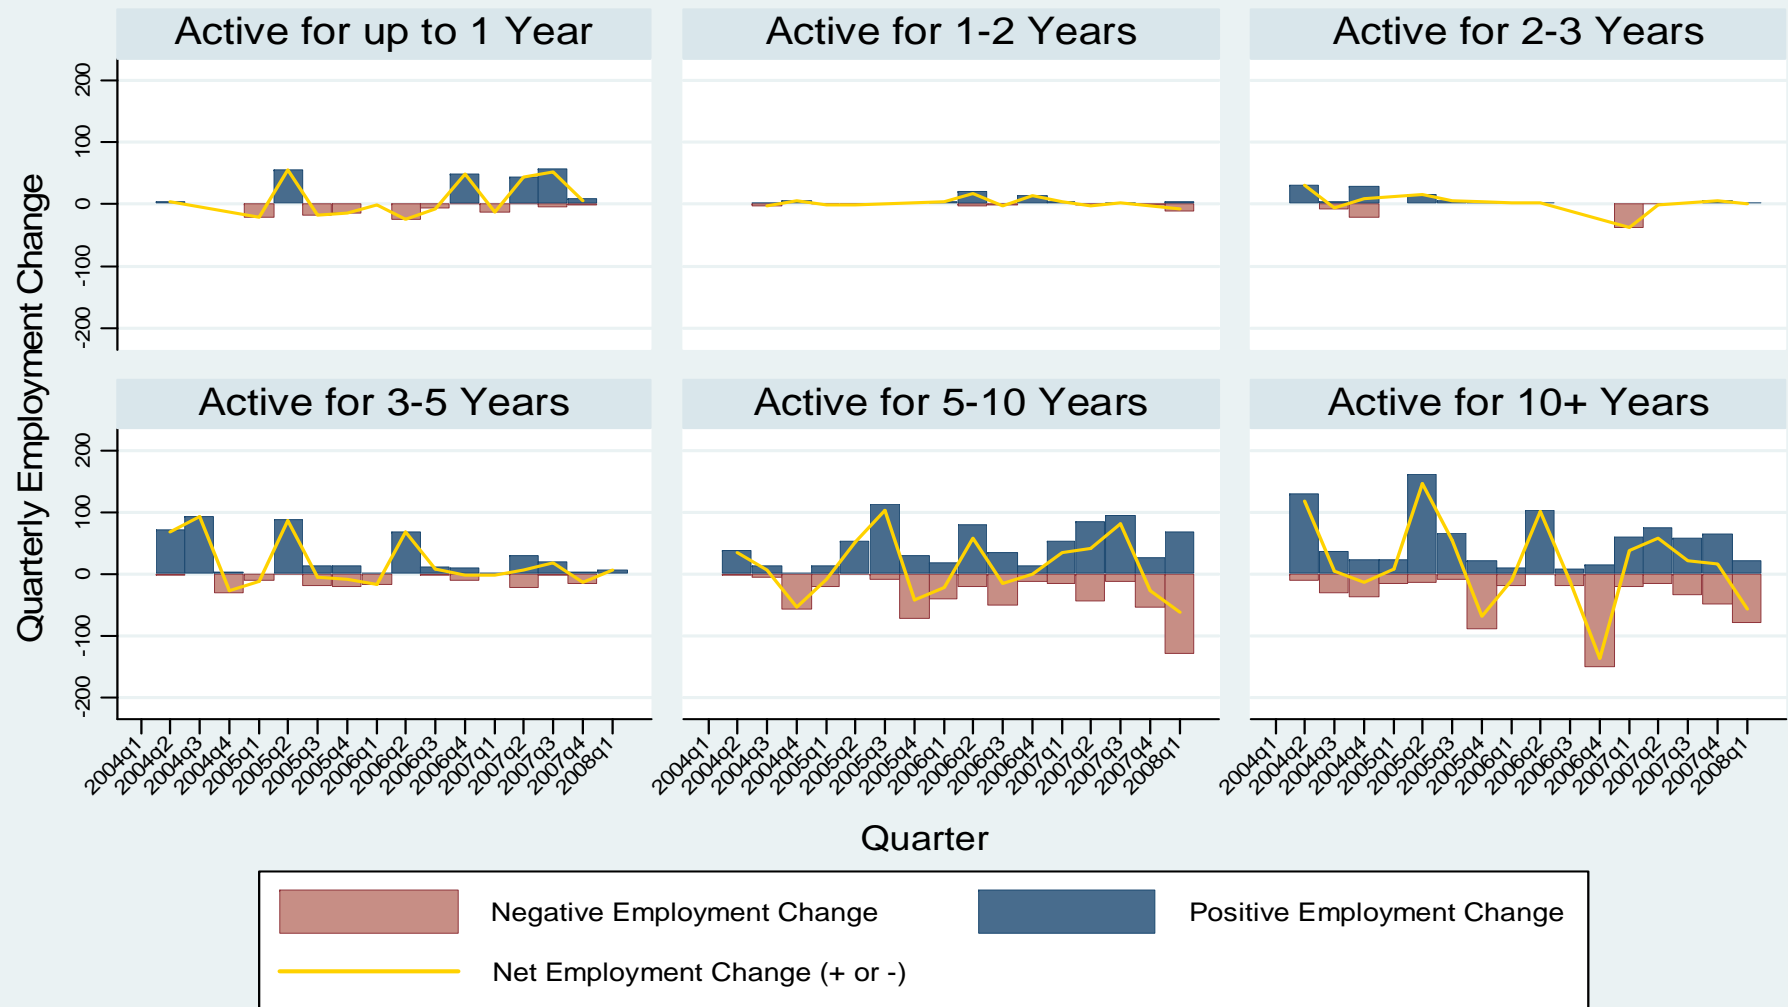 Active for up to 1 Year
Active for 1-2 Years
Active for 2-3 Years
200
100
0
-100
-200
Active for 3-5 Years
Active for 5-10 Years
Active for 10+ Years
200
100
0
-100
-200
Quarterly Employment Change
2004q1
2004q2
2004q3
2004q4
2005q1
2005q2
2005q3
2005q4
2006q1
2006q2
2006q3
2006q4
2007q1
2007q2
2007q3
2007q4
2008q1
2004q1
2004q2
2004q3
2004q4
2005q1
2005q2
2005q3
2005q4
2006q1
2006q2
2006q3
2006q4
2007q1
2007q2
2007q3
2007q4
2008q1
2004q1
2004q2
2004q3
2004q4
2005q1
2005q2
2005q3
2005q4
2006q1
2006q2
2006q3
2006q4
2007q1
2007q2
2007q3
2007q4
2008q1
Quarter
Negative Employment Change
Positive Employment Change
Net Employment Change (+ or -)